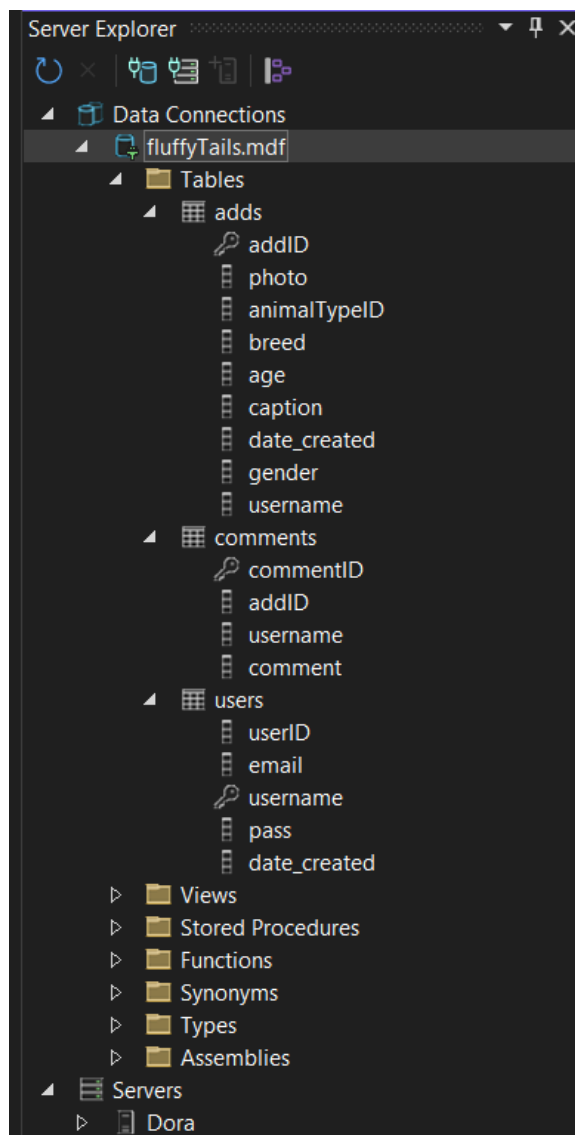 Server Explorer
Data Connections
fluffyTails.mdf
Tables
adds
addID
photo
animalTypeID
breed
age
caption
date_created
gender
username
comments
commentID
addID
username
comment
users
userID
email
username
pass
date_created
Views
Stored Procedures
Functions
Synonyms
Types
Assemblies
Servers
Dora